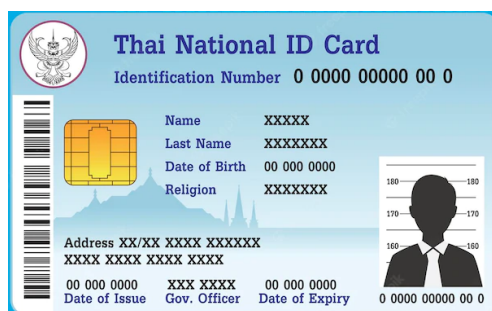 Thai National ID Card
Identification Number 0 0000 00000 00 0
Name XXXXX
Last Name XXXXXXX
Date of Birth 00 000 0000
Religion XXXXXXX
180 180
170 170
160 160
Address XX/XX XXXX XXXXXX
XXXX XXXX XXXX XXXX
00 000 0000 XXX XXXX 00 000 0000
Date of Issue Gov. Officer Date of Expiry 0 0000 00000 00 0